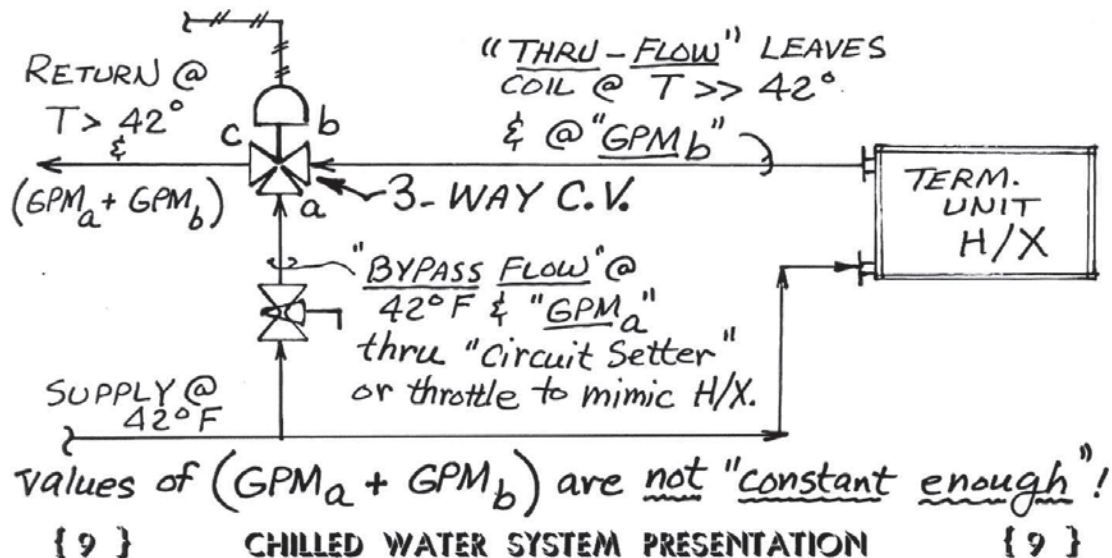 RETURN @
T > 42°
&
(GPMa + GPMb)
c
b
a
3-WAY C.V.
"THRU-FLOW" LEAVES
COIL @ T >> 42°
& @ "GPMb"
TERM.
UNIT
H/X
"BYPASS FLOW" @
42°F & "GPMa"
thru "Circuit Setter"
or throttle to mimic H/X.
SUPPLY @
42°F
values of (GPMa + GPMb) are not "constant enough"!
{ 9 } CHILLED WATER SYSTEM PRESENTATION { 9 }